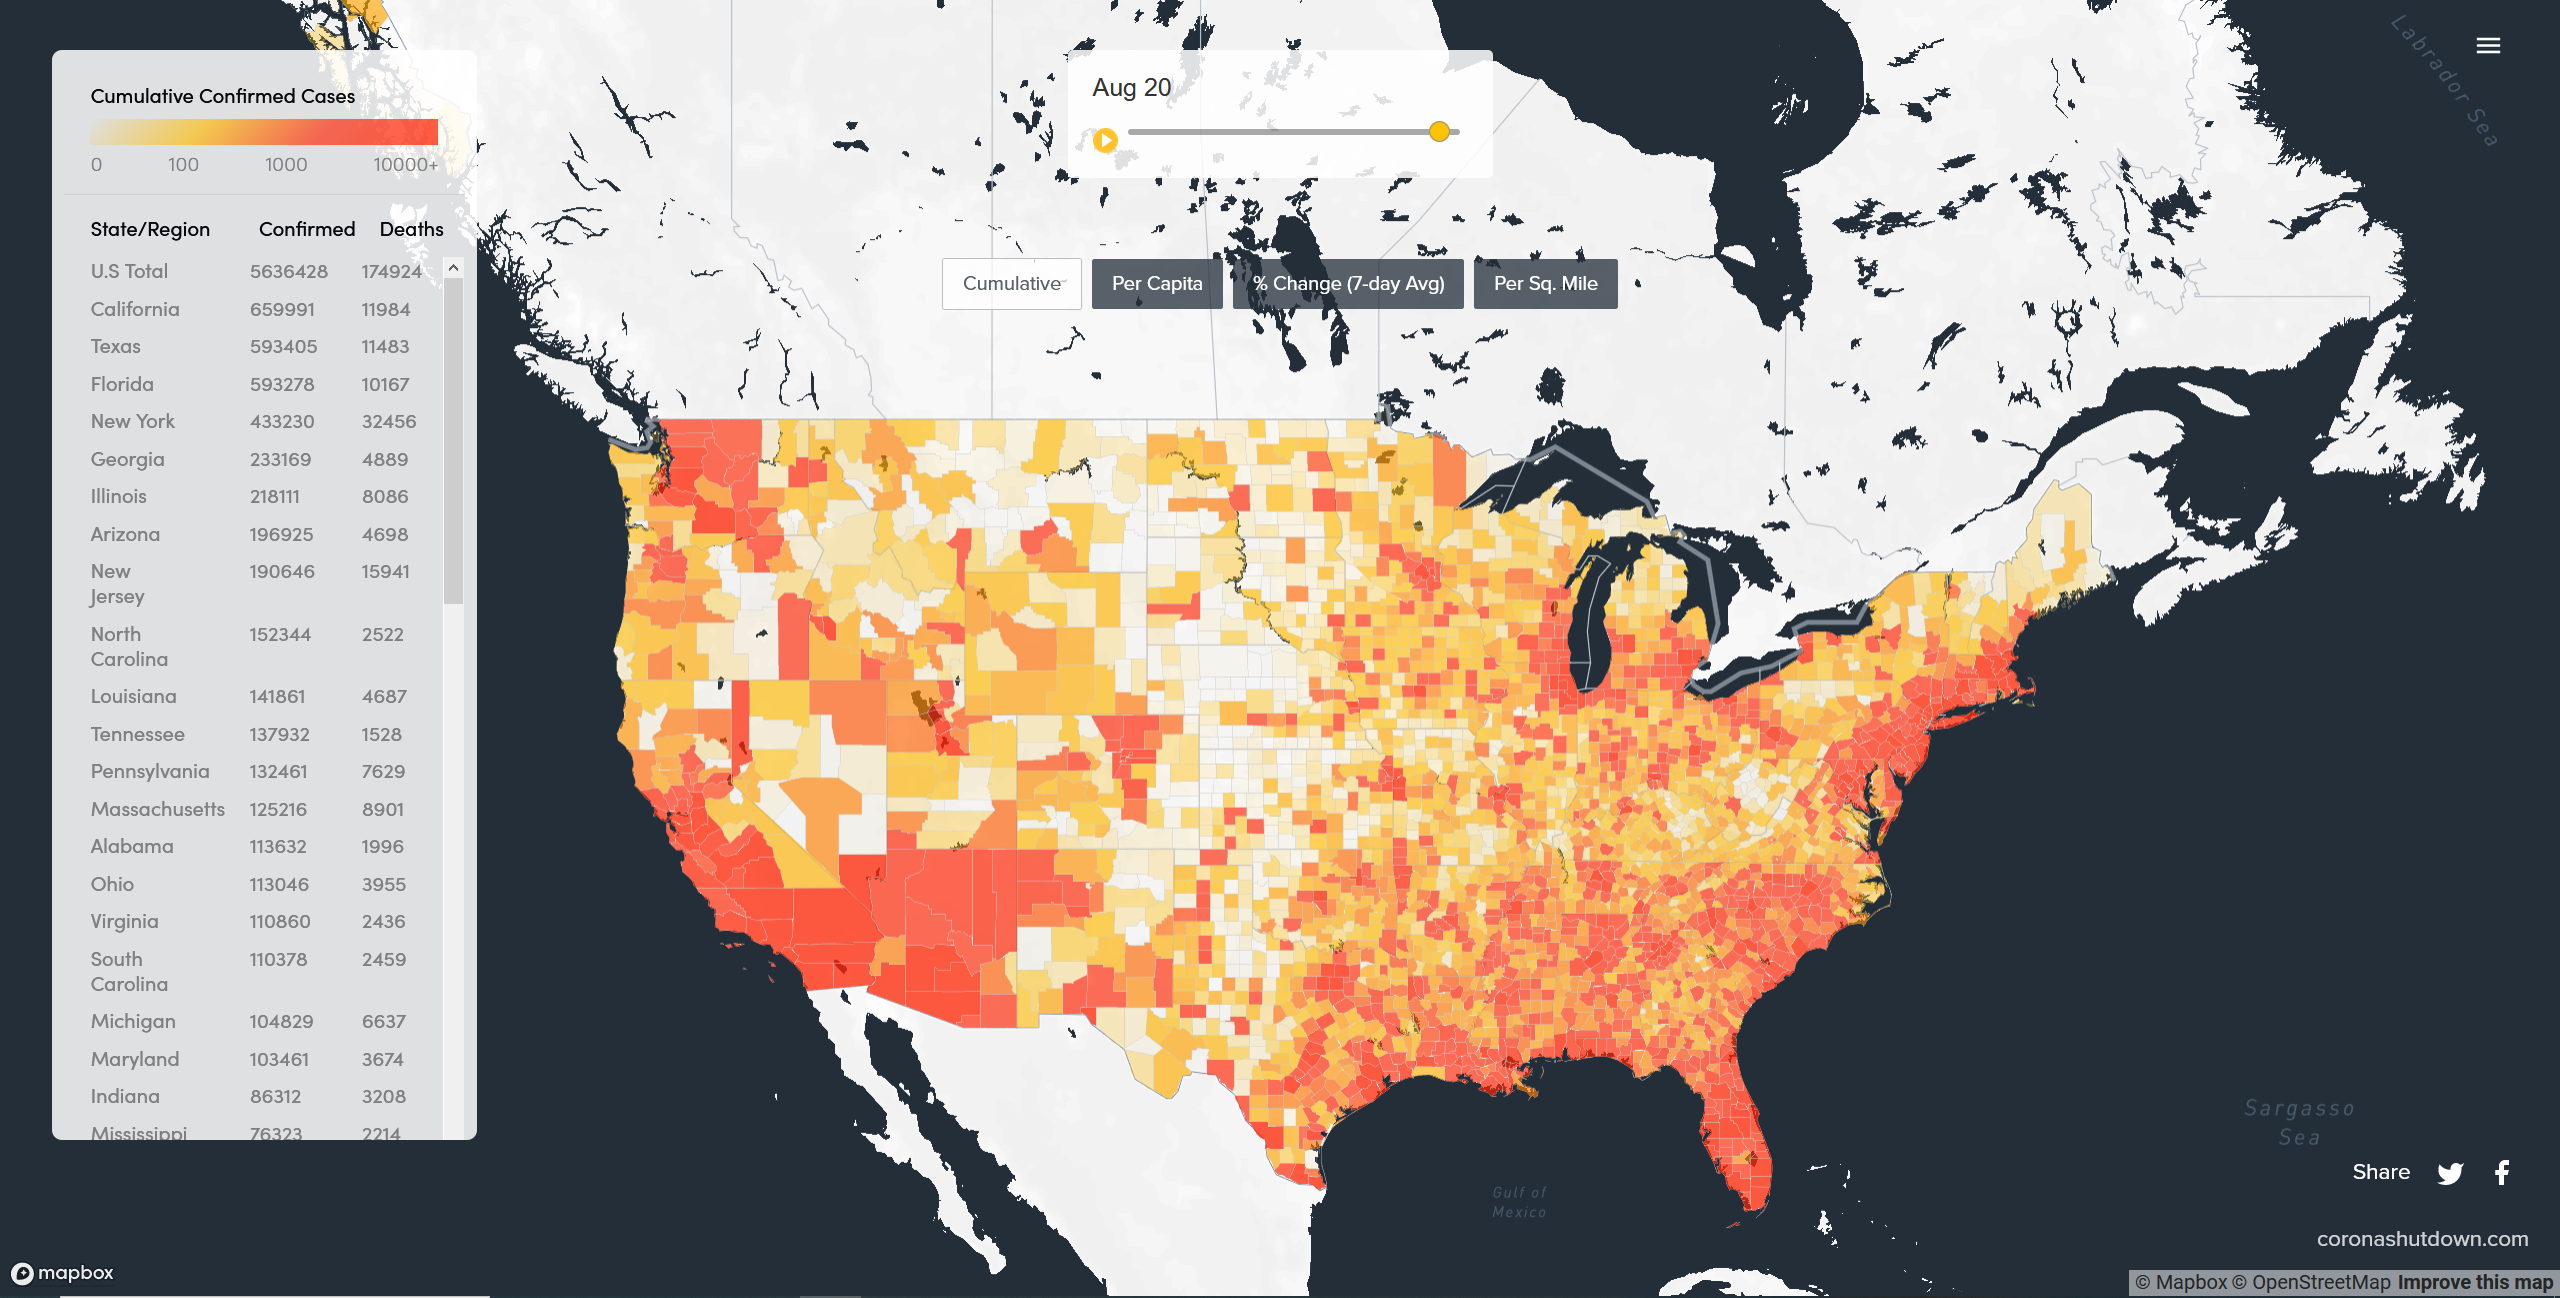 Labrador Sea
Cumulative Confirmed Cases
0 100 1000 10000+
Aug 20
Cumulative Per Capita % Change (7-day Avg) Per Sq. Mile
State/Region Confirmed Deaths
U.S Total 5636428 174924
California 659991 11984
Texas 593405 11483
Florida 593278 10167
New York 433230 32456
Georgia 233169 4889
Illinois 218111 8086
Arizona 196925 4698
New 190646 15941
Jersey
North 152344 2522
Carolina
Louisiana 141861 4687
Tennessee 137932 1528
Pennsylvania 132461 7629
Massachusetts 125216 8901
Alabama 113632 1996
Ohio 113046 3955
Virginia 110860 2436
South 110378 2459
Carolina
Michigan 104829 6637
Maryland 103461 3674
Indiana 86312 3208
Mississippi 76323 2214
Sargasso
Sea
Gulf of
Mexico
Share
coronashutdown.com
mapbox
© Mapbox © OpenStreetMap Improve this map